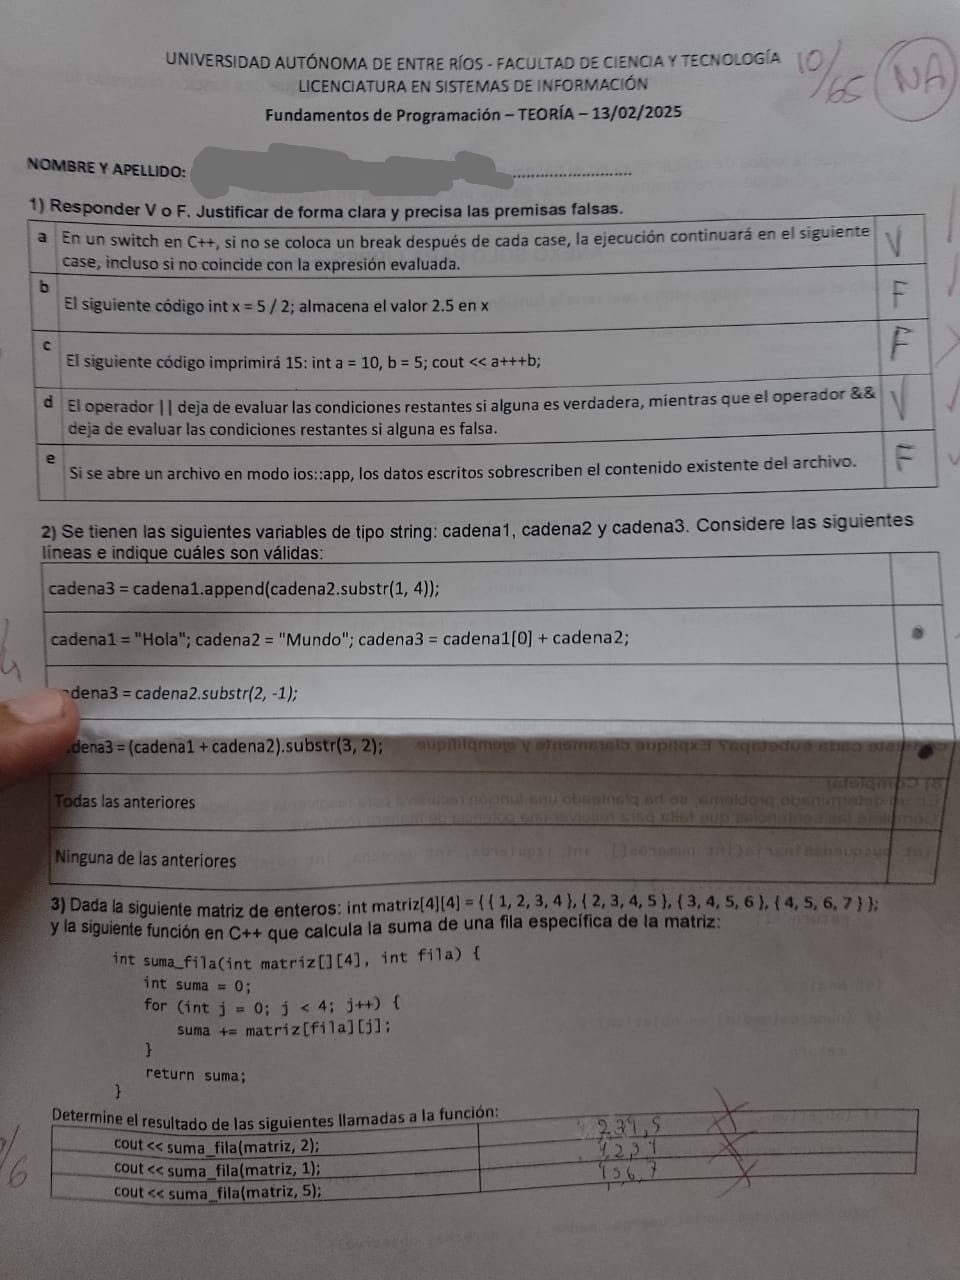 UNIVERSIDAD AUTÓNOMA DE ENTRE RÍOS - FACULTAD DE CIENCIA Y TECNOLOGÍA
LICENCIATURA EN SISTEMAS DE INFORMACIÓN
Fundamentos de Programación – TEORÍA – 13/02/2025
10/65 NA
NOMBRE Y APELLIDO:
1) Responder V o F. Justificar de forma clara y precisa las premisas falsas.
a En un switch en C++, si no se coloca un break después de cada case, la ejecución continuará en el siguiente
case, incluso si no coincide con la expresión evaluada. V
b
El siguiente código int x = 5 / 2; almacena el valor 2.5 en x F
c
El siguiente código imprimirá 15: int a = 10, b = 5; cout << a+++b; F
d El operador || deja de evaluar las condiciones restantes si alguna es verdadera, mientras que el operador &&
deja de evaluar las condiciones restantes si alguna es falsa. V
e
Si se abre un archivo en modo ios::app, los datos escritos sobrescriben el contenido existente del archivo. F
2) Se tienen las siguientes variables de tipo string: cadena1, cadena2 y cadena3. Considere las siguientes
líneas e indique cuáles son válidas:
cadena3 = cadena1.append(cadena2.substr(1, 4));
cadena1 = "Hola"; cadena2 = "Mundo"; cadena3 = cadena1[0] + cadena2;
dena3 = cadena2.substr(2, -1);
dena3 = (cadena1 + cadena2).substr(3, 2);
Todas las anteriores
Ninguna de las anteriores
3) Dada la siguiente matriz de enteros: int matriz[4][4] = { { 1, 2, 3, 4 }, { 2, 3, 4, 5 }, { 3, 4, 5, 6 }, { 4, 5, 6, 7 } };
y la siguiente función en C++ que calcula la suma de una fila específica de la matriz:
int suma_fila(int matriz[][4], int fila) {
int suma = 0;
for (int j = 0; j < 4; j++) {
suma += matriz[fila][j];
}
return suma;
}
Determine el resultado de las siguientes llamadas a la función:
cout << suma_fila(matriz, 2); 2,3,4,5
cout << suma_fila(matriz, 1);
cout << suma_fila(matriz, 5); 4,5,6,7